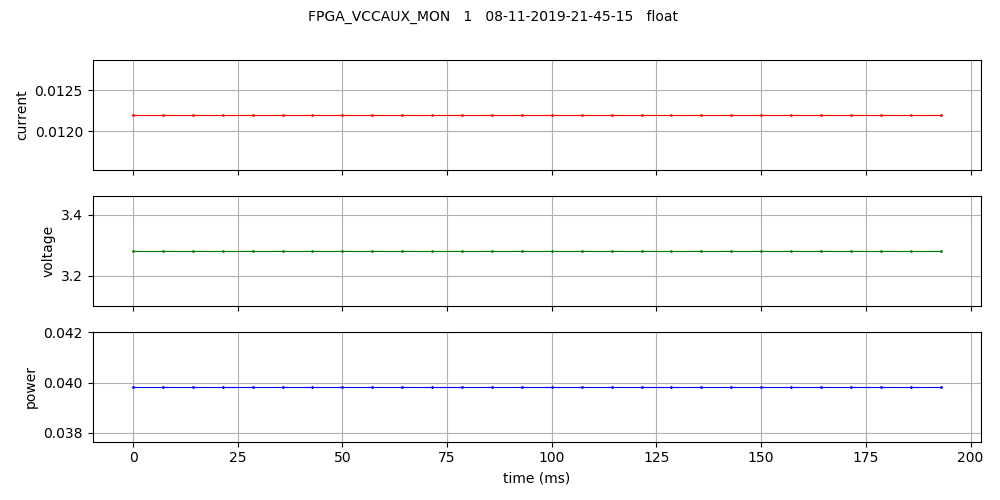 FPGA_VCCAUX_MON 1 08-11-2019-21-45-15 float
0.0125
0.0120
current
3.4
3.2
voltage
0.042
0.040
0.038
power
0 25 50 75 100 125 150 175 200
time (ms)